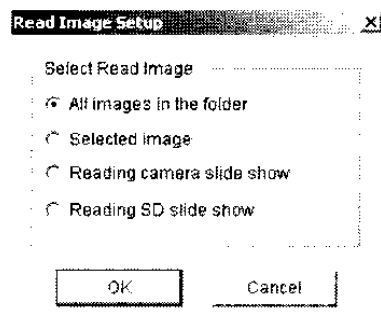 Read Image Setup
Select Read Image
All images in the folder
Selected image
Reading camera slide show
Reading SD slide show
OK
Cancel